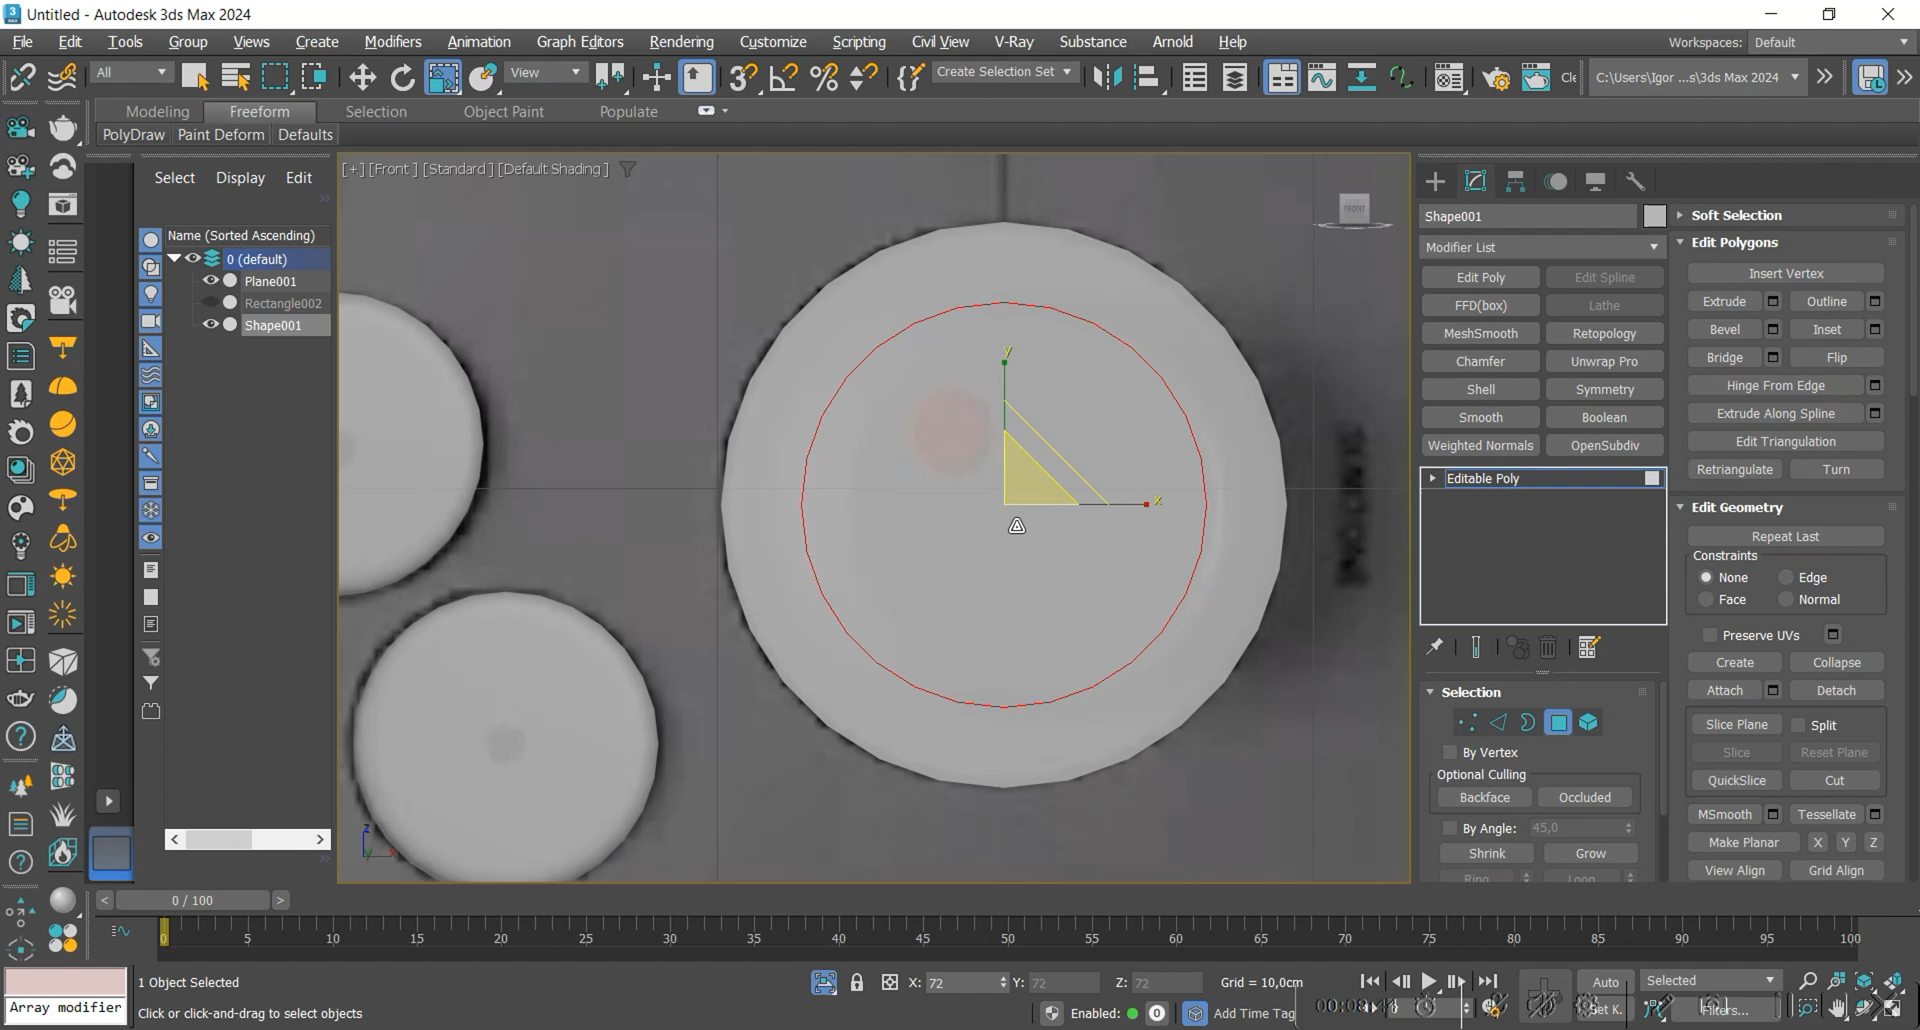 Untitled - Autodesk 3ds Max 2024
File Edit Tools Group Views Create Modifiers Animation Graph Editors Rendering Customize Scripting Civil View V-Ray Substance Arnold Help
Workspaces: Default
All View Create Selection Set Cle C:\Users\Igor ...s\3ds Max 2024
Modeling Freeform Selection Object Paint Populate
PolyDraw Paint Deform Defaults
[+] [Front ] [Standard ] [Default Shading ]
Select Display Edit
Name (Sorted Ascending)
0 (default)
Plane001
Rectangle002
Shape001
FRONT
y
x
z
Shape001
Modifier List
Edit Poly Edit Spline
FFD(box) Lathe
MeshSmooth Retopology
Chamfer Unwrap Pro
Shell Symmetry
Smooth Boolean
Weighted Normals OpenSubdiv
Editable Poly
Selection
By Vertex
Optional Culling
Backface Occluded
By Angle: 45,0
Shrink Grow
Ring Loop
Soft Selection
Edit Polygons
Insert Vertex
Extrude Outline
Bevel Inset
Bridge Flip
Hinge From Edge
Extrude Along Spline
Edit Triangulation
Retriangulate Turn
Edit Geometry
Repeat Last
Constraints
None Edge
Face Normal
Preserve UVs
Create Collapse
Attach Detach
Slice Plane Split
Slice Reset Plane
QuickSlice Cut
MSmooth Tessellate
Make Planar X Y Z
View Align Grid Align
< 0 / 100 >
0 5 10 15 20 25 30 35 40 45 50 55 60 65 70 75 80 85 90 95 100
Array modifier
1 Object Selected
Click or click-and-drag to select objects
X: 72 Y: 72 Z: 72 Grid = 10,0cm
Enabled: 0 Add Time Tag
Auto Selected
Set K. Filters...